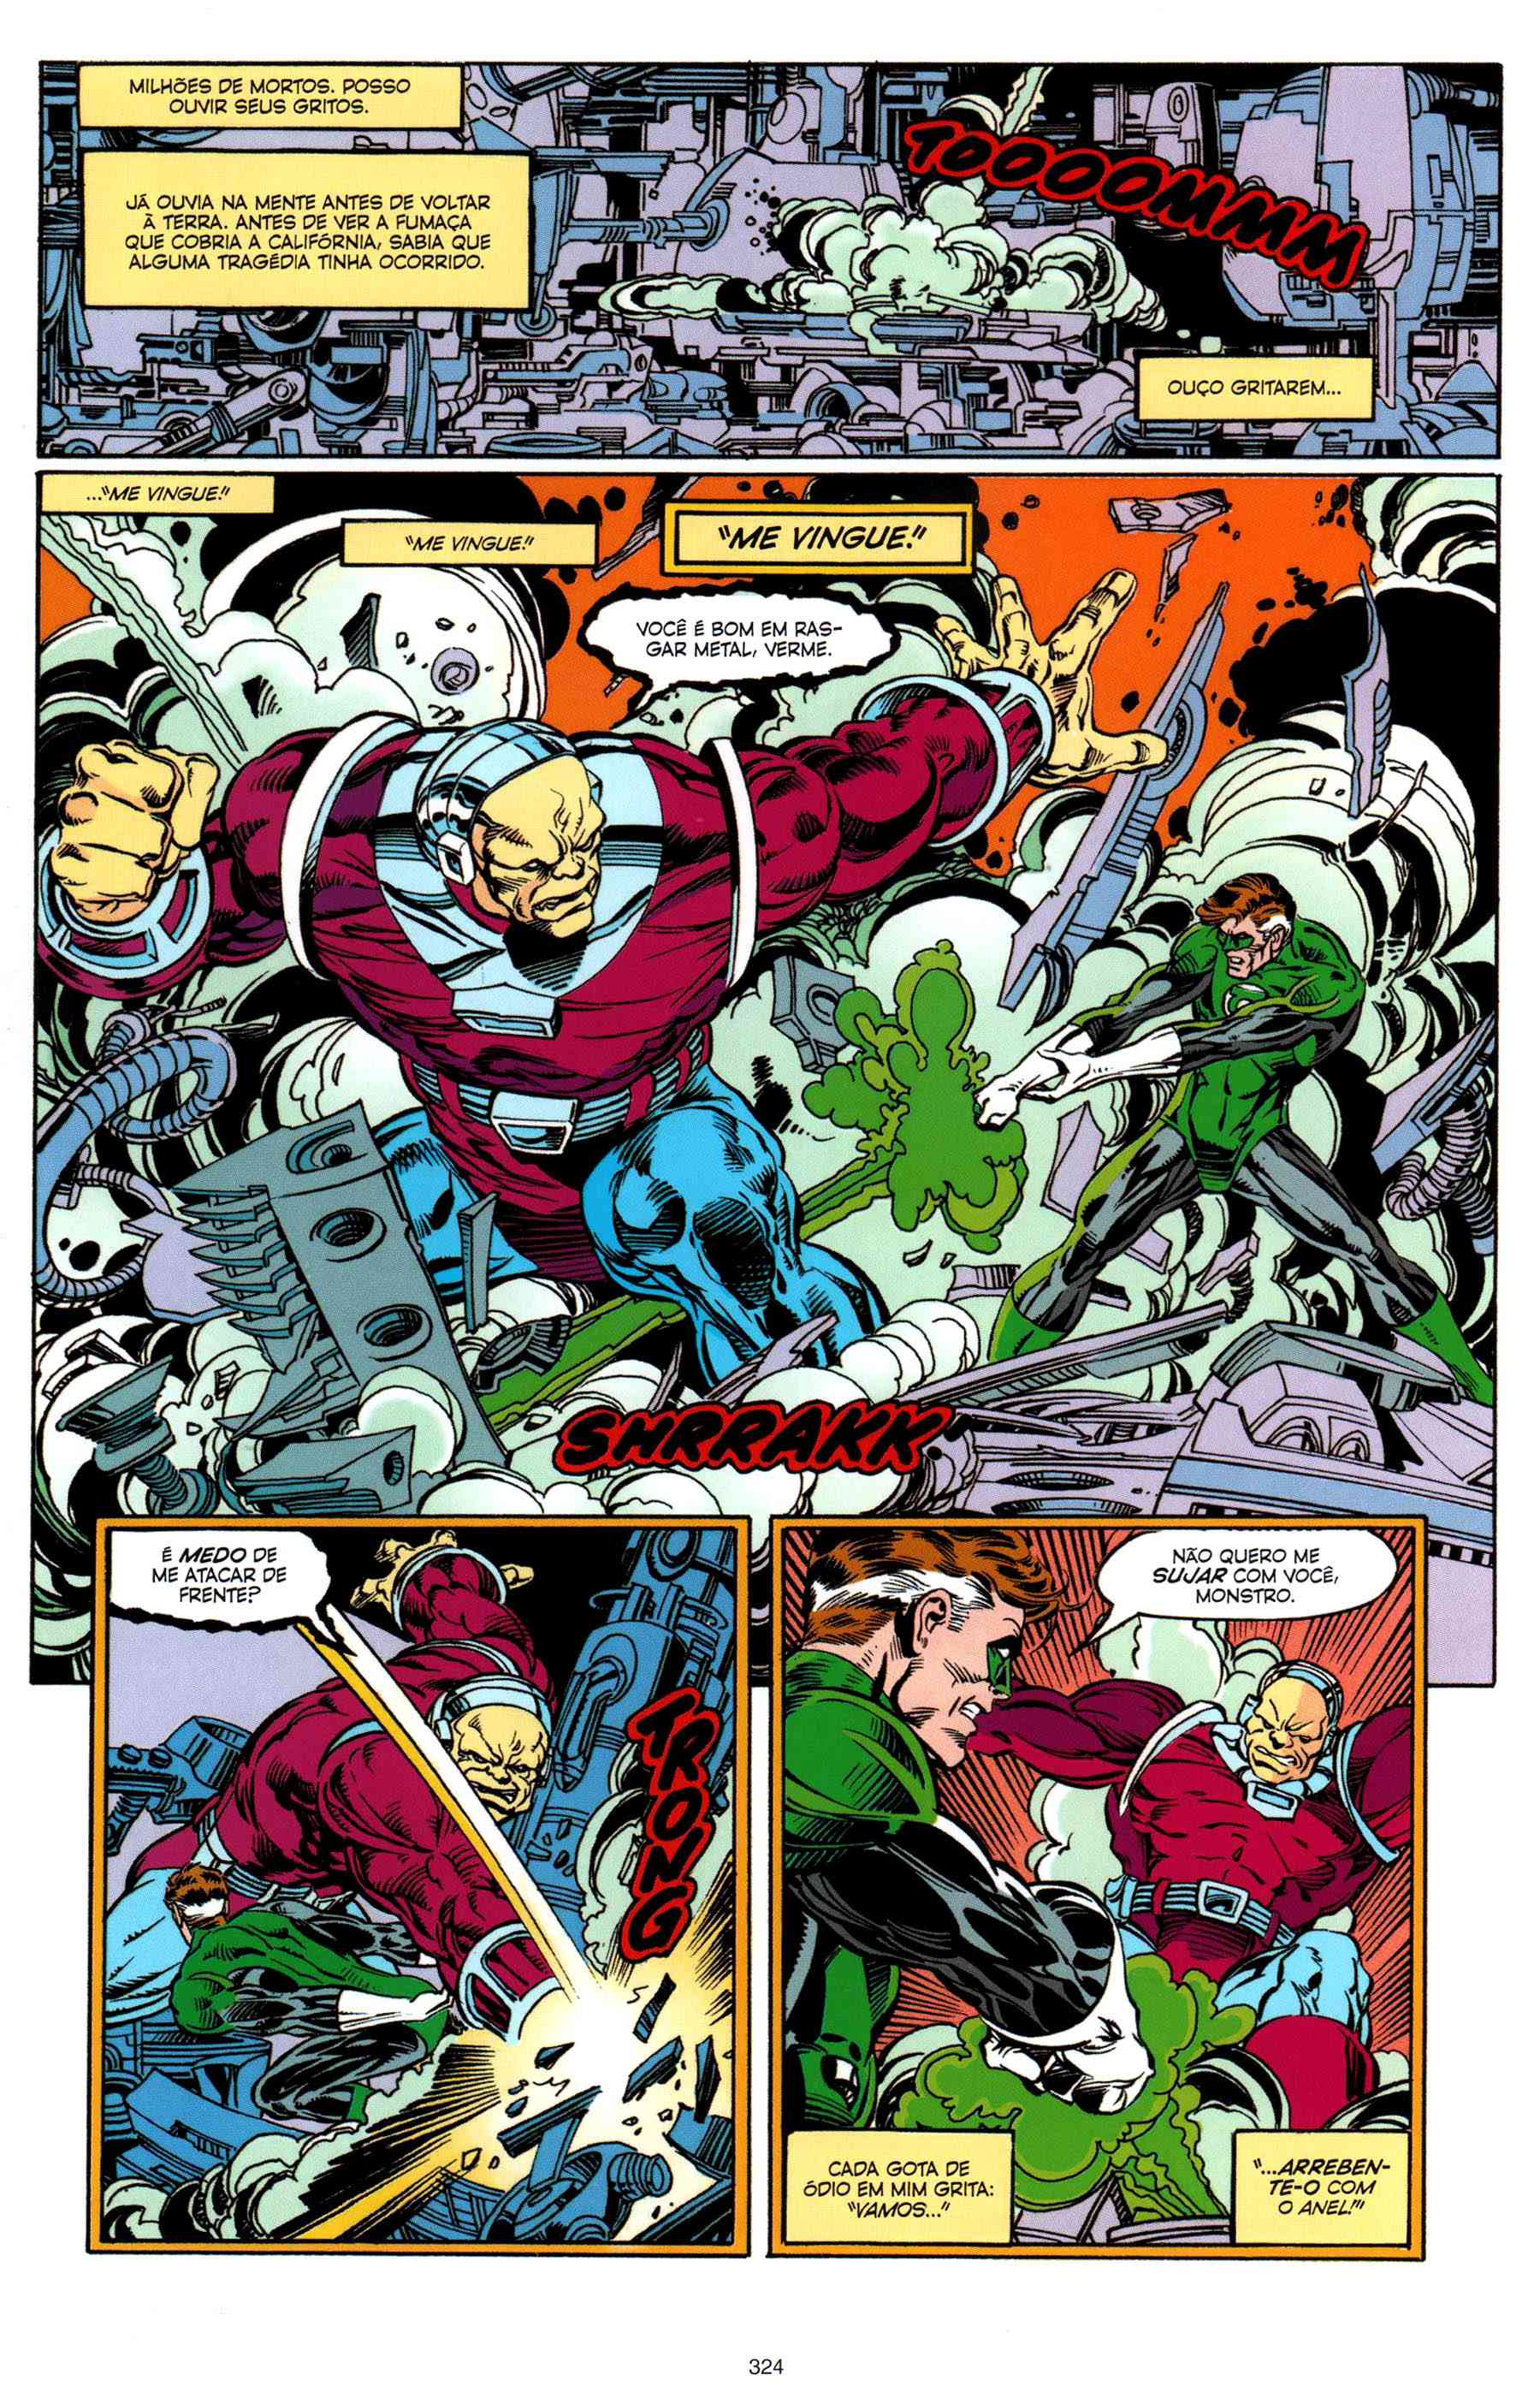 MILHÕES DE MORTOS. POSSO
OUVIR SEUS GRITOS.
JÁ OUVIA NA MENTE ANTES DE VOLTAR
À TERRA. ANTES DE VER A FUMAÇA
QUE COBRIA A CALIFÓRNIA, SABIA QUE
ALGUMA TRAGÉDIA TINHA OCORRIDO.
TOOOOMMM
OUÇO GRITAREM...
..."ME VINGUE."
"ME VINGUE."
"ME VINGUE."
VOCÊ É BOM EM RAS-
GAR METAL, VERME.
SHRRAKK
É MEDO DE
ME ATACAR DE
FRENTE?
TRONG
NÃO QUERO ME
SUJAR COM VOCÊ,
MONSTRO.
CADA GOTA DE
ÓDIO EM MIM GRITA:
"VAMOS..."
"...ARREBEN-
TE-O COM
O ANEL!"
324